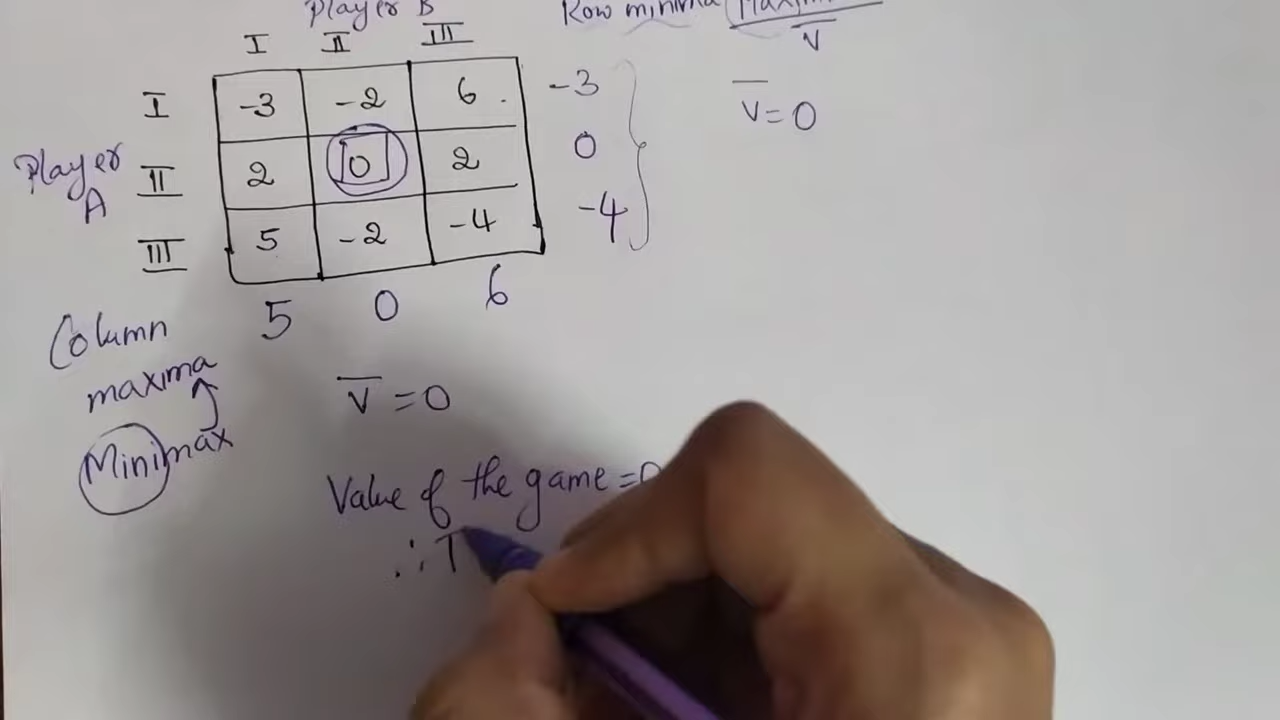 Player B Row minima
I II III V
I -3 -2 6 . -3 V = 0
Player A II 2 0 2 0
III 5 -2 -4 -4
5 0 6
Column
maxima
Minimax
V = 0
Value of the game = 0
∴ T